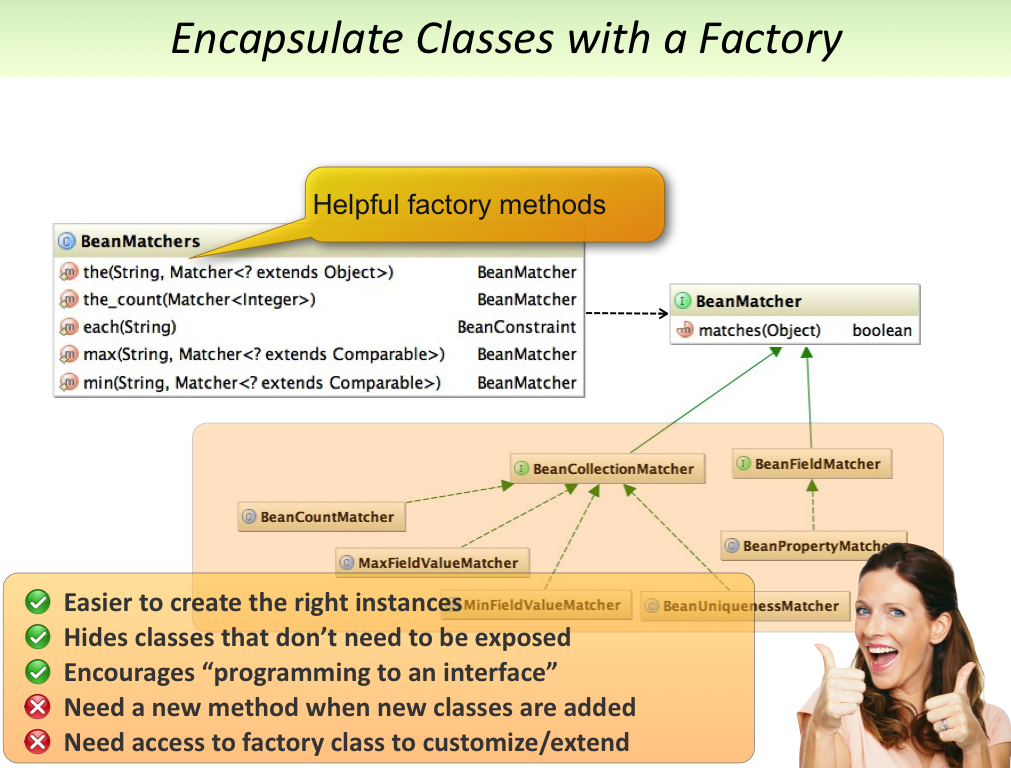 Encapsulate Classes with a Factory
Helpful factory methods
BeanMatchers
the(String, Matcher<? extends Object>) BeanMatcher
the_count(Matcher<Integer>) BeanMatcher
each(String) BeanConstraint
max(String, Matcher<? extends Comparable>) BeanMatcher
min(String, Matcher<? extends Comparable>) BeanMatcher
BeanMatcher
matches(Object) boolean
BeanCollectionMatcher
BeanFieldMatcher
BeanCountMatcher
BeanPropertyMatche
MaxFieldValueMatcher
MinFieldValueMatcher
BeanUniquenessMatcher
Easier to create the right instances
Hides classes that don’t need to be exposed
Encourages “programming to an interface”
Need a new method when new classes are added
Need access to factory class to customize/extend